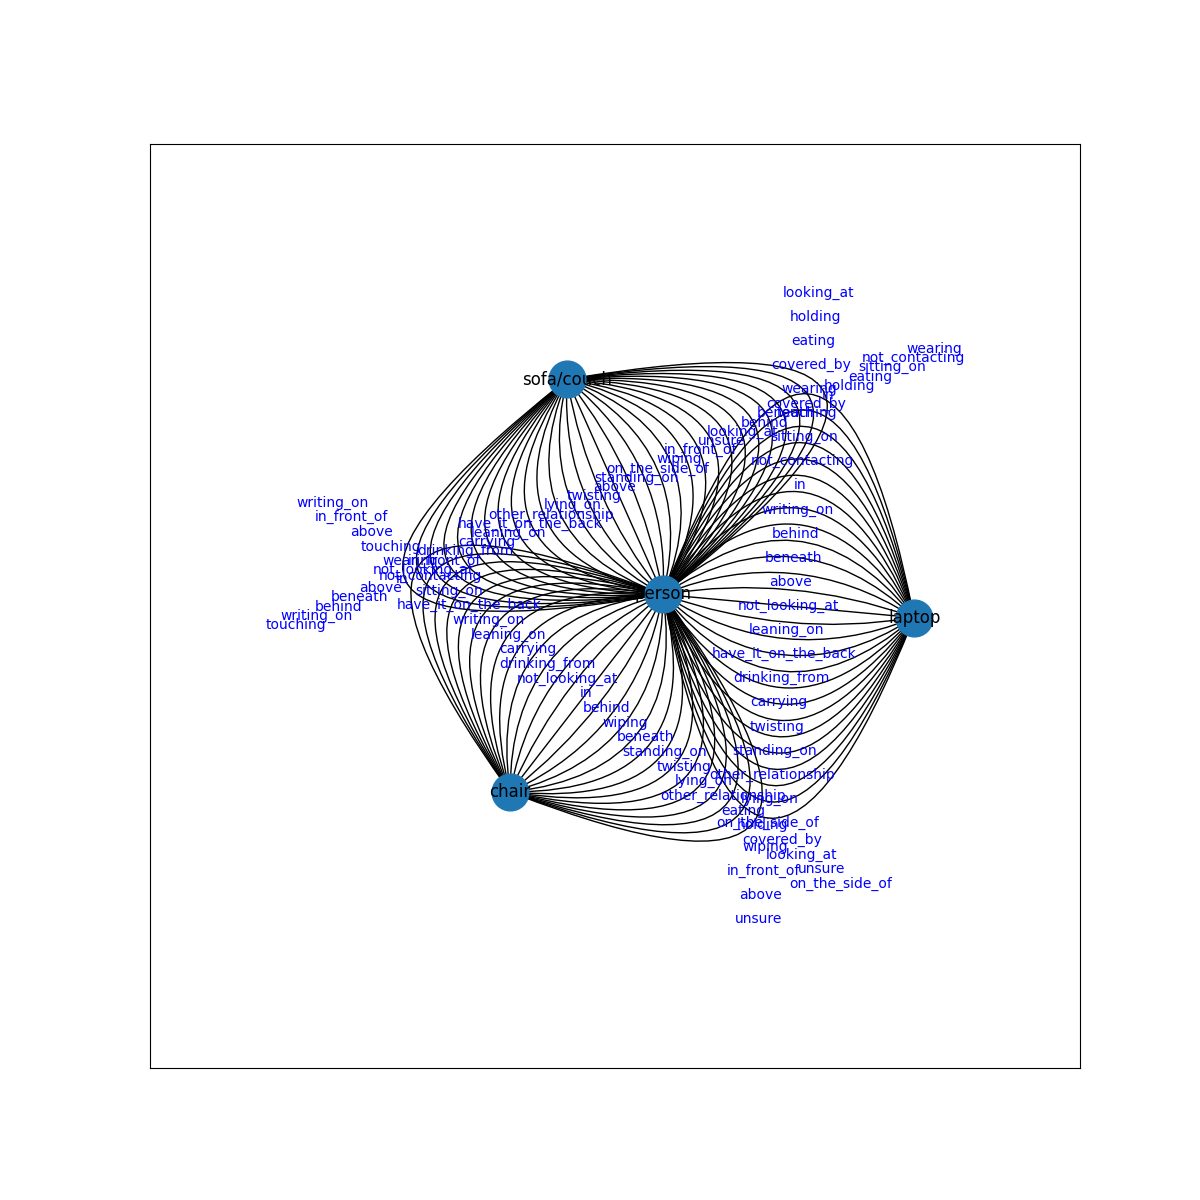 looking_at
holding
eating
wearing
not_contacting
covered_by
sitting_on
eating
sofa/couch
holding
wearing
in
covered_by
beneath
touching
behind
looking_at
sitting_on
unsure
in_front_of
wiping
not_contacting
on_the_side_of
standing_on
above
in
twisting
writing_on
lying_on
writing_on
other_relationship
in_front_of
have_it_on_the_back
above
leaning_on
behind
carrying
touching
drinking_from
beneath
wearing
in_front_of
not_looking_at
not_contacting
in
above
above
sitting_on
person
beneath
have_it_on_the_back
behind
not_looking_at
writing_on
writing_on
laptop
touching
leaning_on
leaning_on
carrying
have_it_on_the_back
drinking_from
not_looking_at
drinking_from
in
carrying
behind
wiping
twisting
beneath
standing_on
standing_on
twisting
other_relationship
lying_on
chair
other_relationship
lying_on
eating
on_the_side_of
holding
covered_by
wiping
looking_at
unsure
in_front_of
on_the_side_of
above
unsure